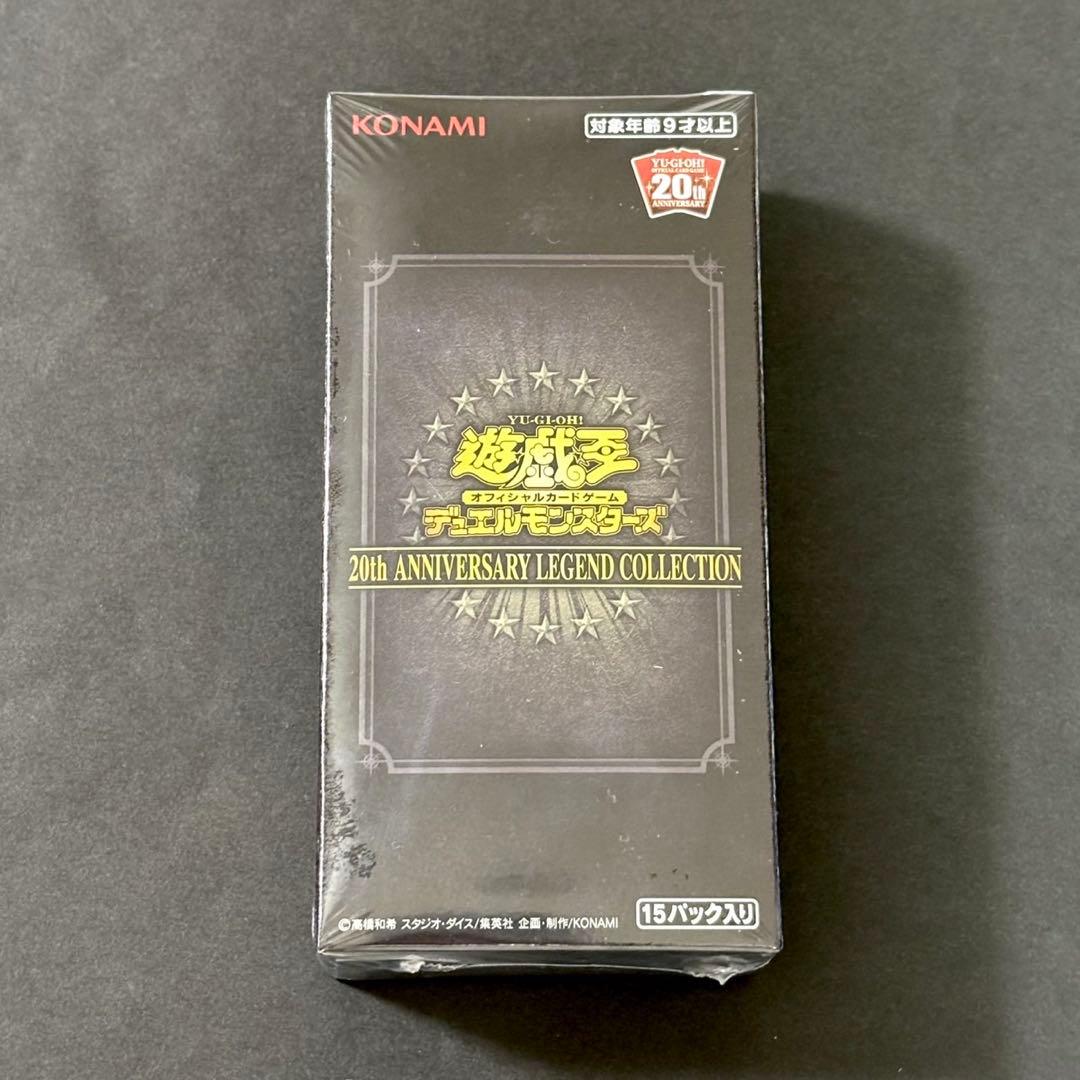 KONAMI
対象年齢9才以上
YU-GI-OH!
OFFICIAL CARD GAME
20th
ANNIVERSARY
YU-GI-OH!
遊戯王
オフィシャルカードゲーム
デュエルモンスターズ
20th ANNIVERSARY LEGEND COLLECTION
15パック入り
©高橋和希 スタジオ・ダイス/集英社 企画・制作/KONAMI